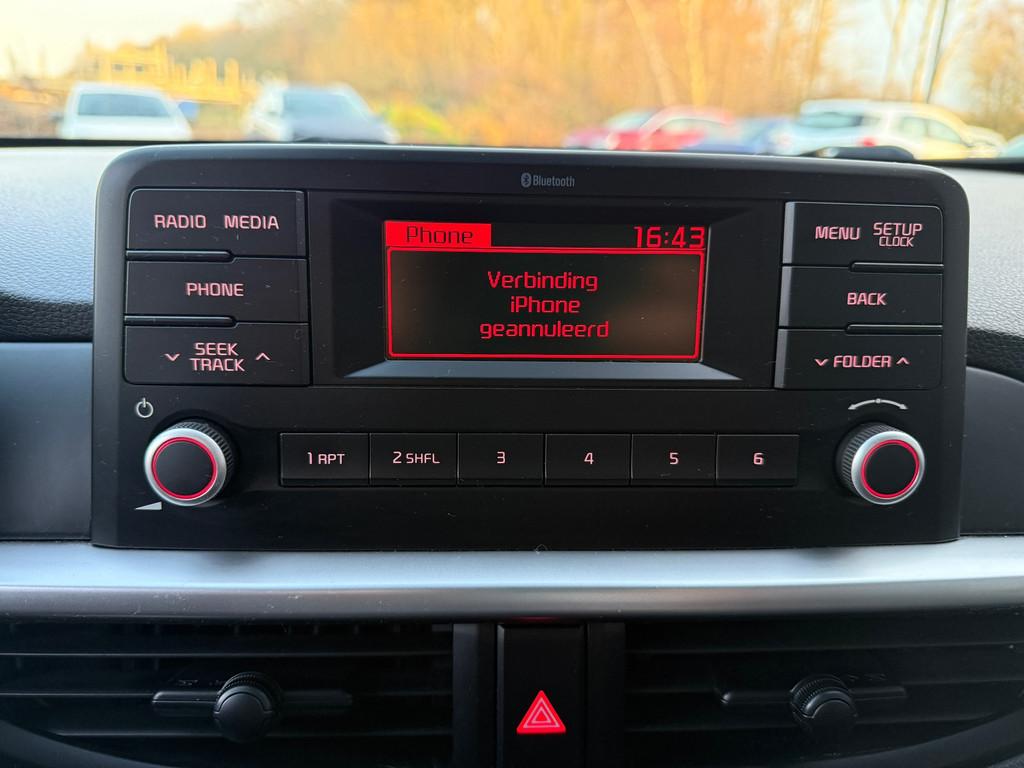 Bluetooth
RADIO MEDIA
PHONE
SEEK
TRACK
Phone 16:43
Verbinding
iPhone
geannuleerd
MENU SETUP
CLOCK
BACK
FOLDER
1 RPT 2 SHFL 3 4 5 6